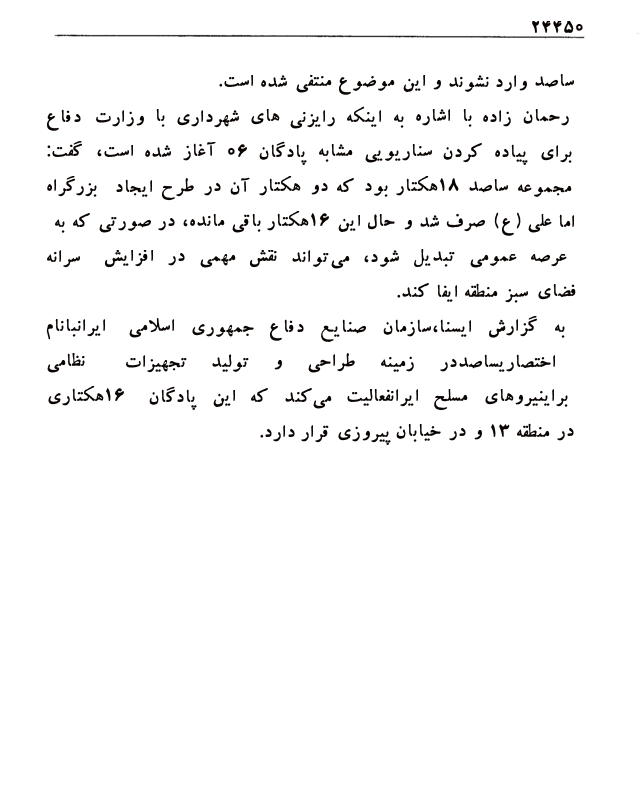 ۲۴۴۵۰
ساصد وارد نشوند و این موضوع منتفی شده است.
رحمان زاده با اشاره به اینکه رایزنی های شهرداری با وزارت دفاع
برای پیاده کردن سناریویی مشابه پادگان ۰۶ آغاز شده است، گفت:
مجموعه ساصد ۱۸هکتار بود که دو هکتار آن در طرح ایجاد بزرگراه
اما علی (ع) صرف شد و حال این ۱۶هکتار باقی مانده، در صورتی که به
عرصه عمومی تبدیل شود، می‌تواند نقش مهمی در افزایش سرانه
فضای سبز منطقه ایفا کند.
به گزارش ایسنا،سازمان صنایع دفاع جمهوری اسلامی ایرانبانام
اختصاریساصددر زمینه طراحی و تولید تجهیزات نظامی
براینیروهای مسلح ایرانفعالیت می‌کند که این پادگان ۱۶هکتاری
در منطقه ۱۳ و در خیابان پیروزی قرار دارد.